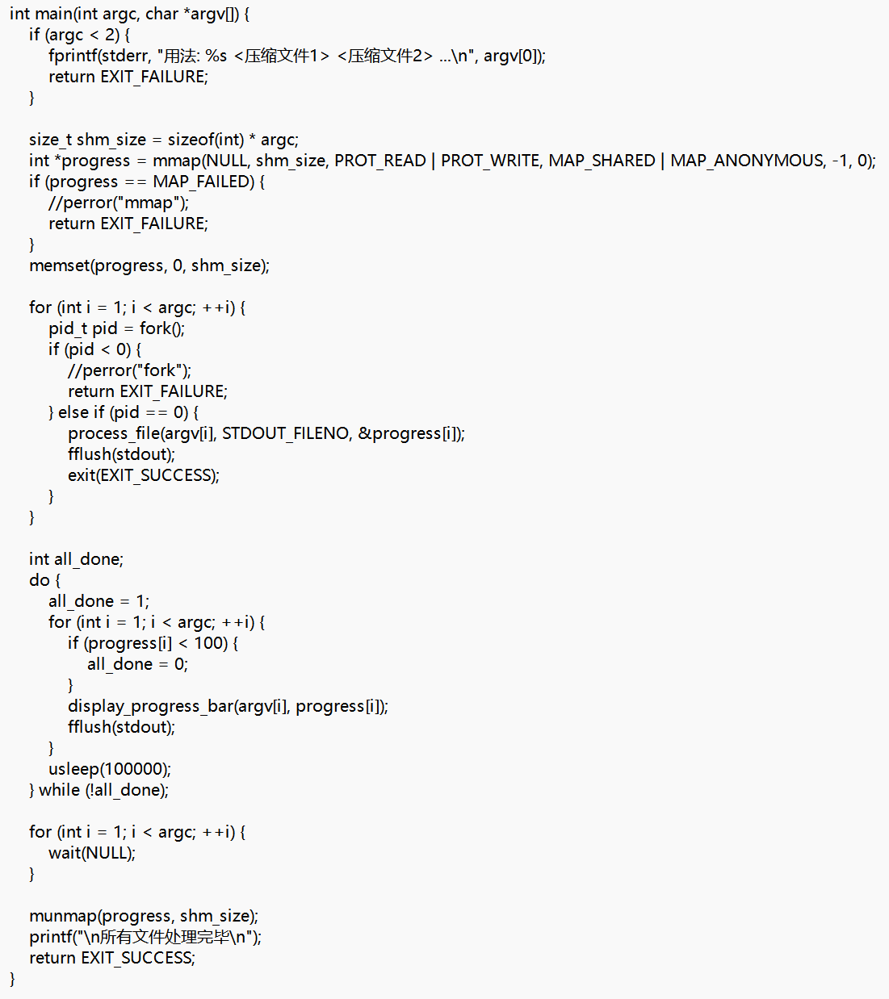 int main(int argc, char *argv[]) {
    if (argc < 2) {
        fprintf(stderr, "用法: %s <压缩文件1> <压缩文件2> ...\n", argv[0]);
        return EXIT_FAILURE;
    }

    size_t shm_size = sizeof(int) * argc;
    int *progress = mmap(NULL, shm_size, PROT_READ | PROT_WRITE, MAP_SHARED | MAP_ANONYMOUS, -1, 0);
    if (progress == MAP_FAILED) {
        //perror("mmap");
        return EXIT_FAILURE;
    }
    memset(progress, 0, shm_size);

    for (int i = 1; i < argc; ++i) {
        pid_t pid = fork();
        if (pid < 0) {
            //perror("fork");
            return EXIT_FAILURE;
        } else if (pid == 0) {
            process_file(argv[i], STDOUT_FILENO, &progress[i]);
            fflush(stdout);
            exit(EXIT_SUCCESS);
        }
    }

    int all_done;
    do {
        all_done = 1;
        for (int i = 1; i < argc; ++i) {
            if (progress[i] < 100) {
                all_done = 0;
            }
            display_progress_bar(argv[i], progress[i]);
            fflush(stdout);
        }
        usleep(100000);
    } while (!all_done);

    for (int i = 1; i < argc; ++i) {
        wait(NULL);
    }

    munmap(progress, shm_size);
    printf("\n所有文件处理完毕\n");
    return EXIT_SUCCESS;
}